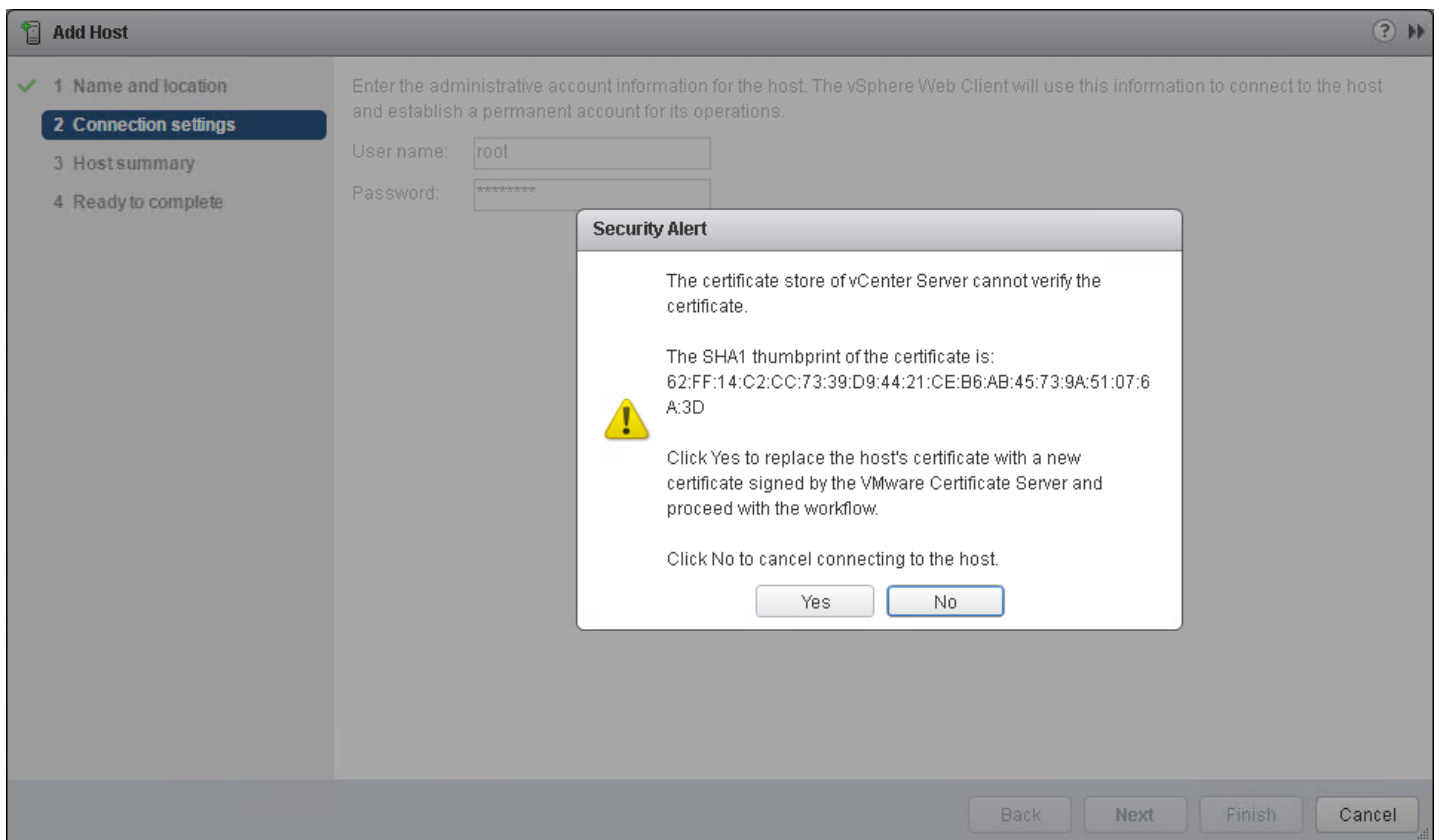 Add Host
1 Name and location
2 Connection settings
3 Host summary
4 Ready to complete
Enter the administrative account information for the host. The vSphere Web Client will use this information to connect to the host
and establish a permanent account for its operations.
User name: root
Password: ********
Security Alert
The certificate store of vCenter Server cannot verify the
certificate.
The SHA1 thumbprint of the certificate is:
62:FF:14:C2:CC:73:39:D9:44:21:CE:B6:AB:45:73:9A:51:07:6
A:3D
Click Yes to replace the host's certificate with a new
certificate signed by the VMware Certificate Server and
proceed with the workflow.
Click No to cancel connecting to the host.
Yes No
Back Next Finish Cancel